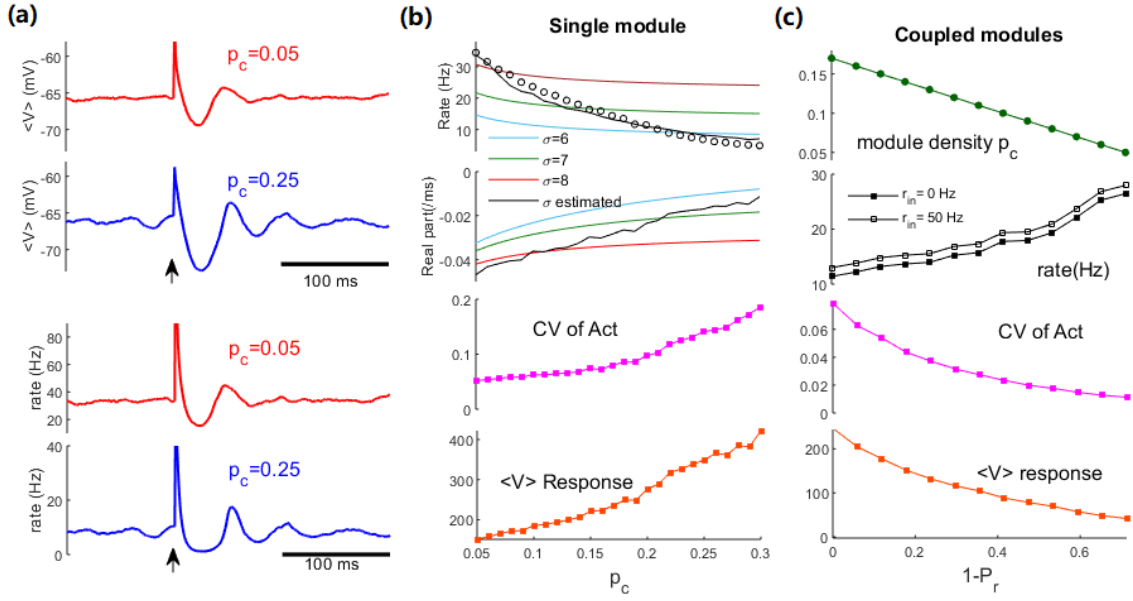 (a)
-60
-65
-70
<V> (mV)
p_c=0.05
-60
-65
-70
<V> (mV)
p_c=0.25
100 ms
80
60
40
20
rate (Hz)
p_c=0.05
40
20
0
rate (Hz)
p_c=0.25
100 ms
(b)
Single module
30
20
10
Rate (Hz)
σ=6
σ=7
σ=8
σ estimated
0
-0.02
-0.04
Real part(/ms)
0.2
0.1
0
CV of Act
400
300
200
<V> Response
0.05
0.1
0.15
0.2
0.25
0.3
p_c
(c)
Coupled modules
0.15
0.1
0.05
module density p_c
30
20
10
r_in= 0 Hz
r_in= 50 Hz
rate(Hz)
0.06
0.04
0.02
0
CV of Act
200
100
0
<V> response
0
0.2
0.4
0.6
1-P_r